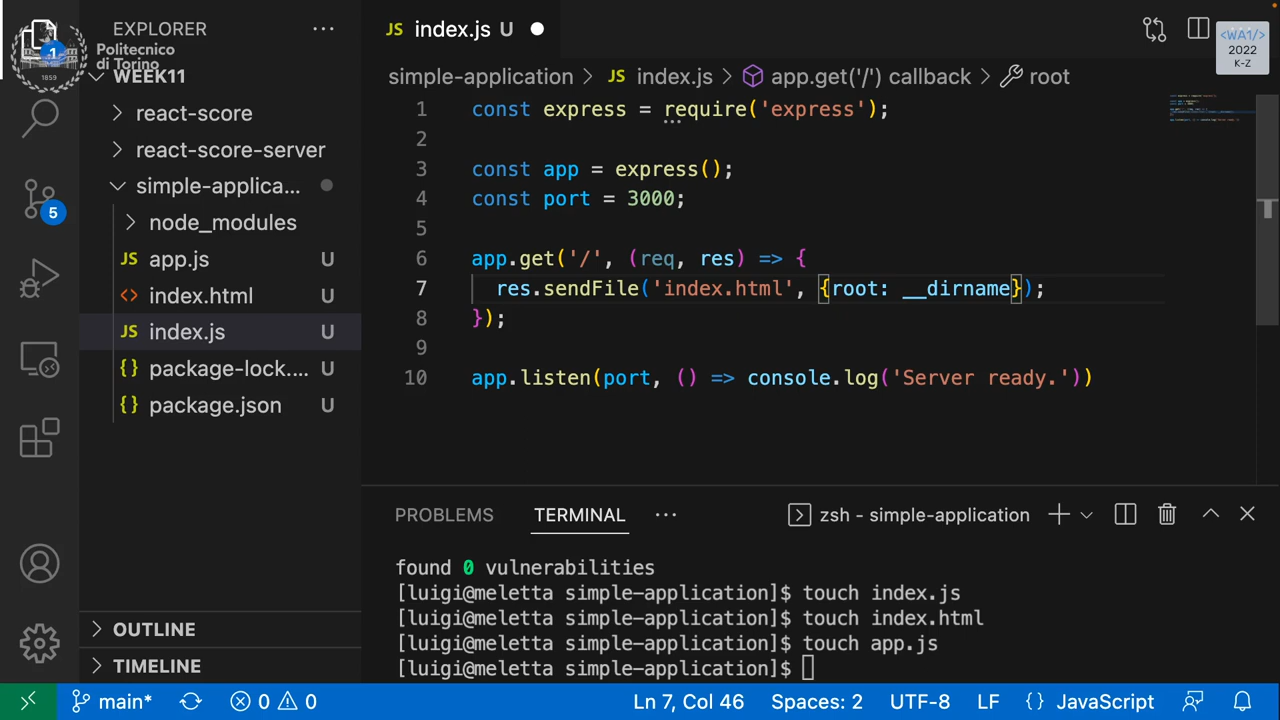 EXPLORER
Politecnico
di Torino
1859
1
WEEK11
react-score
react-score-server
simple-applica...
node_modules
JS app.js U
<> index.html U
JS index.js U
{} package-lock.... U
{} package.json U
5
OUTLINE
TIMELINE
JS index.js U
<WA1/>
2022
K-Z
simple-application > JS index.js > app.get('/') callback > root
1 const express = require('express');
2
3 const app = express();
4 const port = 3000;
5
6 app.get('/', (req, res) => {
7 res.sendFile('index.html', {root: __dirname});
8 });
9
10 app.listen(port, () => console.log('Server ready.'))
PROBLEMS TERMINAL ... zsh - simple-application
found 0 vulnerabilities
[luigi@meletta simple-application]$ touch index.js
[luigi@meletta simple-application]$ touch index.html
[luigi@meletta simple-application]$ touch app.js
[luigi@meletta simple-application]$
main* 0 0 Ln 7, Col 46 Spaces: 2 UTF-8 LF {} JavaScript